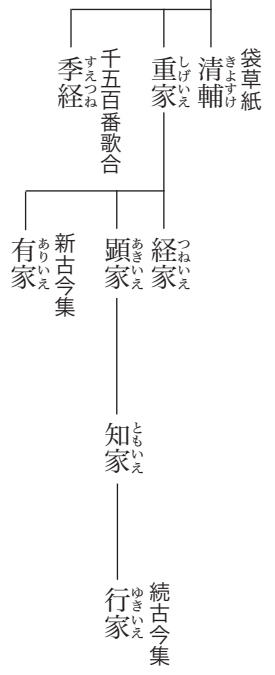 袋草紙
清輔
きよすけ
重家
しげいえ
千五百番歌合
季経
すえつね
経家
つねいえ
顕家
あきいえ
新古今集
有家
ありいえ
知家
ともいえ
続古今集
行家
ゆきいえ